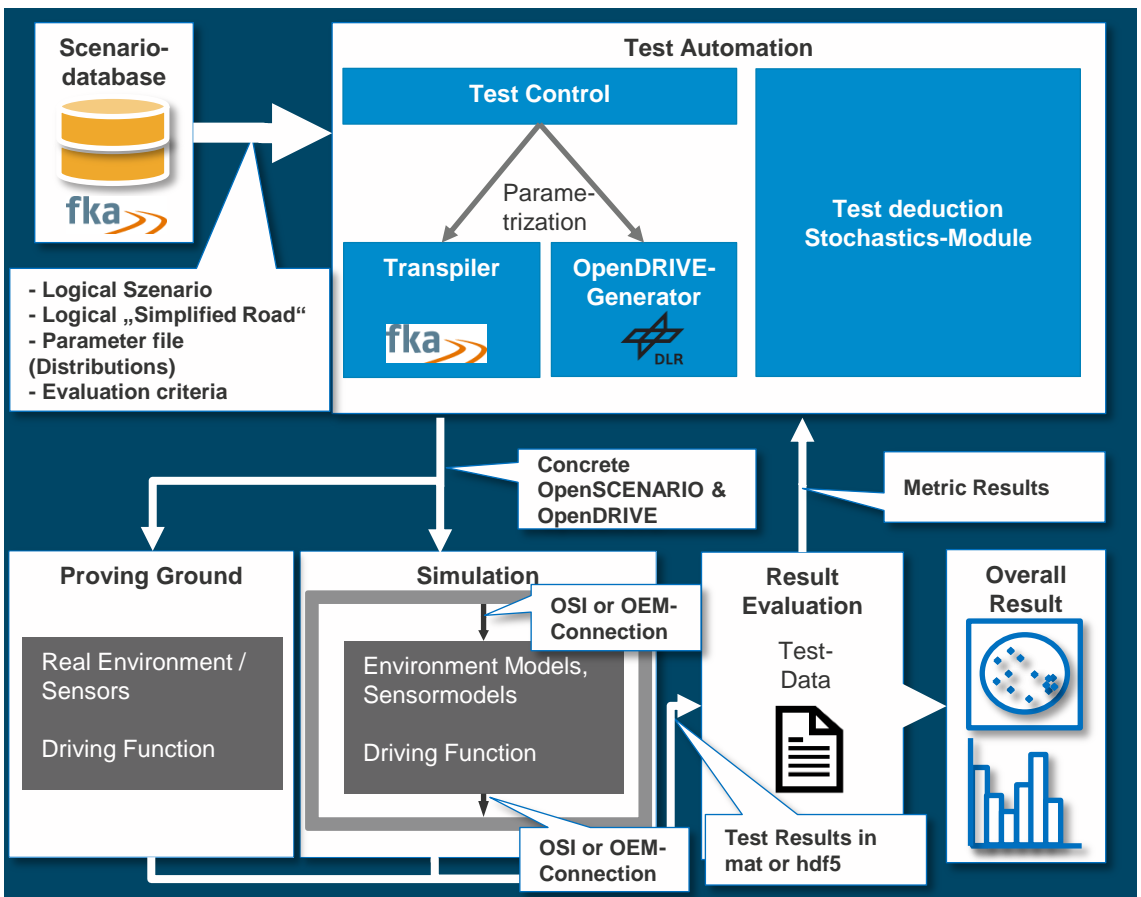 Scenario-
database
fka
Test Automation
Test Control
Parame-
trization
Transpiler
fka
OpenDRIVE-
Generator
DLR
Test deduction
Stochastics-Module
- Logical Szenario
- Logical „Simplified Road“
- Parameter file
(Distributions)
- Evaluation criteria
Concrete
OpenSCENARIO &
OpenDRIVE
Metric Results
Proving Ground
Real Environment /
Sensors
Driving Function
Simulation
OSI or OEM-
Connection
Environment Models,
Sensormodels
Driving Function
OSI or OEM-
Connection
Result
Evaluation
Test-
Data
Test Results in
mat or hdf5
Overall
Result